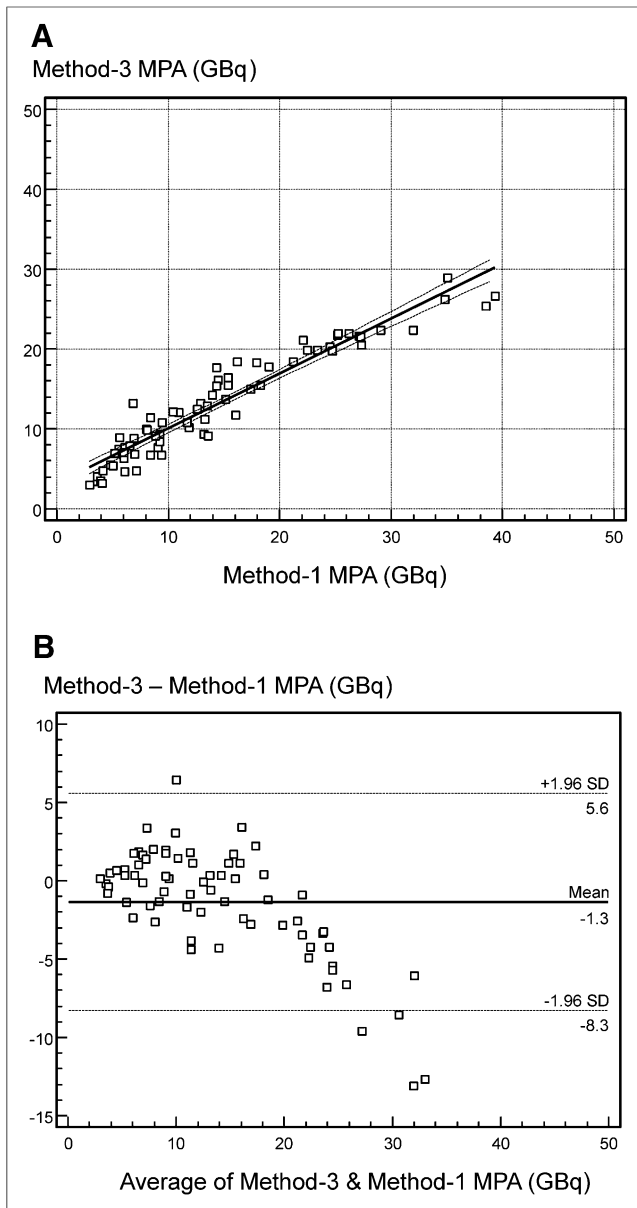 A
Method-3 MPA (GBq)
50
40
30
20
10
0
0 10 20 30 40 50
Method-1 MPA (GBq)
B
Method-3 – Method-1 MPA (GBq)
10
+1.96 SD
5
5.6
0
Mean
-1.3
-5
-1.96 SD
-8.3
-10
-15
0 10 20 30 40 50
Average of Method-3 & Method-1 MPA (GBq)